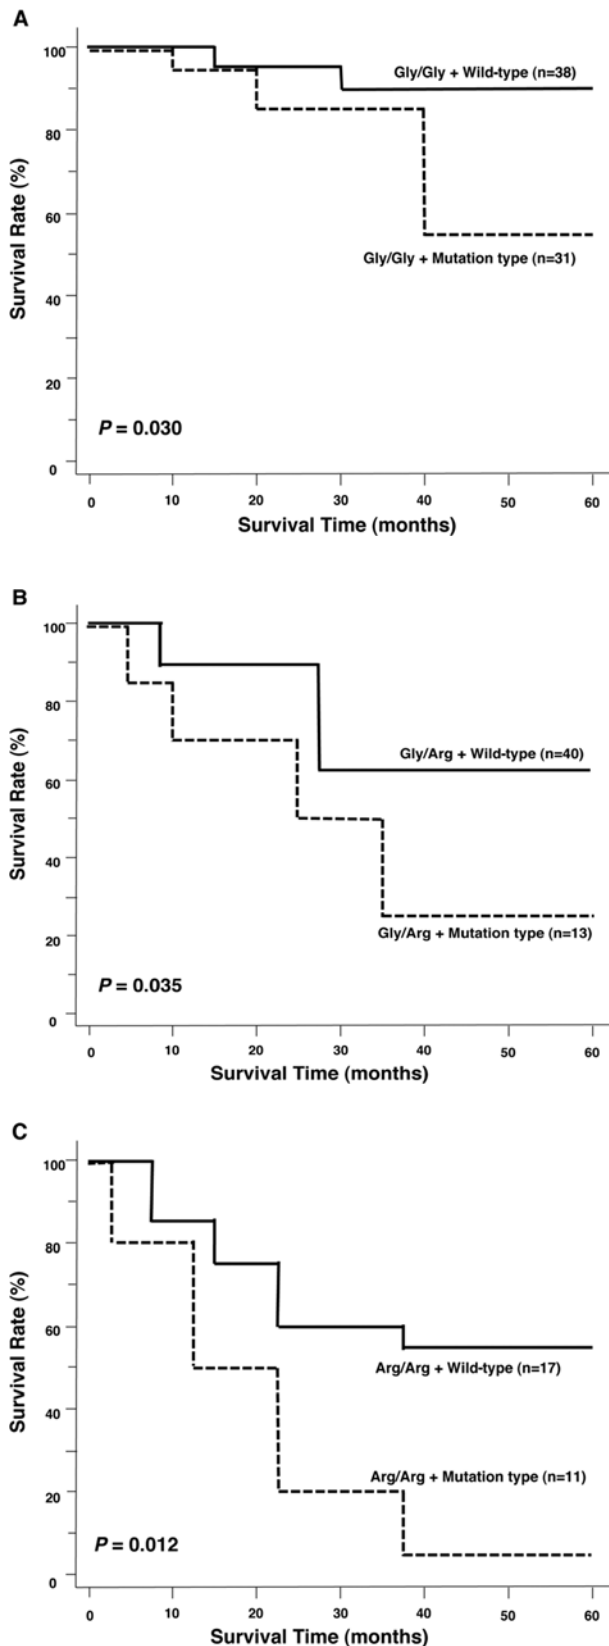 A
100
80
60
40
20
0
Survival Rate (%)
Gly/Gly + Wild-type (n=38)
Gly/Gly + Mutation type (n=31)
P = 0.030
0 10 20 30 40 50 60
Survival Time (months)
B
100
80
60
40
20
0
Survival Rate (%)
Gly/Arg + Wild-type (n=40)
Gly/Arg + Mutation type (n=13)
P = 0.035
0 10 20 30 40 50 60
Survival Time (months)
C
100
80
60
40
20
0
Survival Rate (%)
Arg/Arg + Wild-type (n=17)
Arg/Arg + Mutation type (n=11)
P = 0.012
0 10 20 30 40 50 60
Survival Time (months)